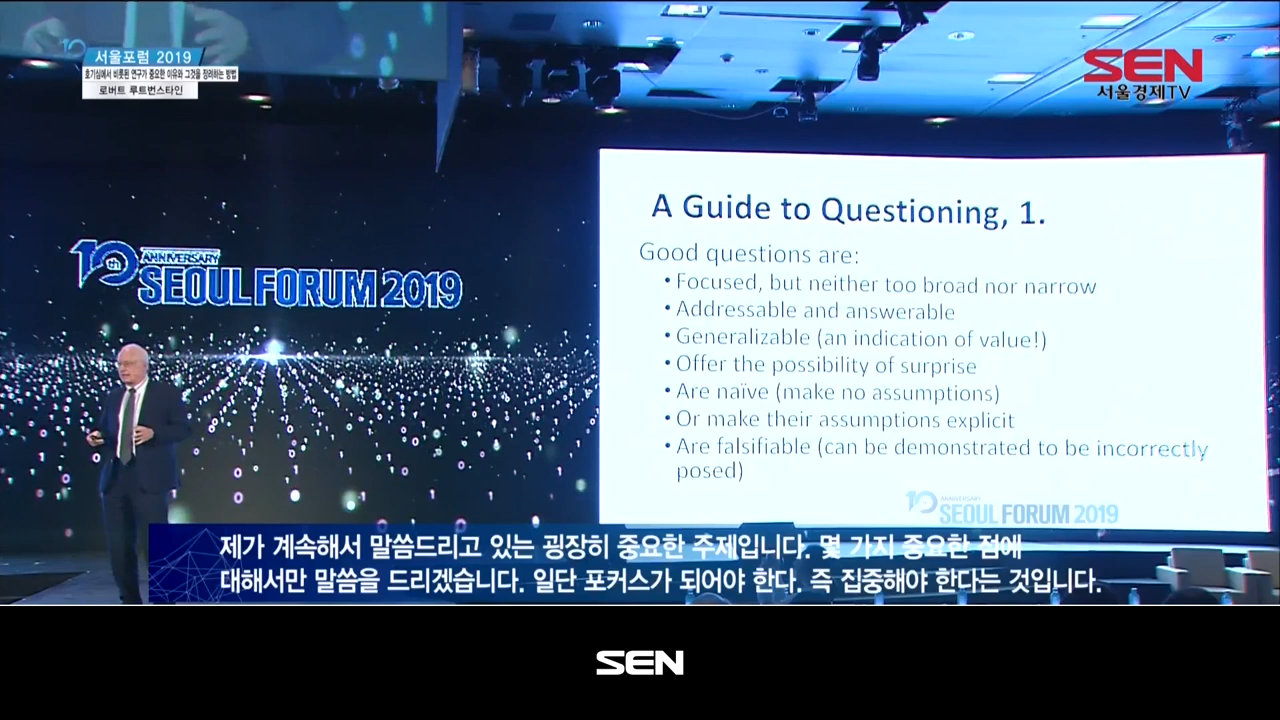 서울포럼 2019
호기심에서 비롯된 연구가 중요한 이유와 그것을 장려하는 방법
로버트 루트번스타인
SEN
서울경제TV
10th ANNIVERSARY
SEOUL FORUM 2019
A Guide to Questioning, 1.
Good questions are:
• Focused, but neither too broad nor narrow
• Addressable and answerable
• Generalizable (an indication of value!)
• Offer the possibility of surprise
• Are naïve (make no assumptions)
• Or make their assumptions explicit
• Are falsifiable (can be demonstrated to be incorrectly
posed)
10 ANNIVERSARY
SEOUL FORUM 2019
제가 계속해서 말씀드리고 있는 굉장히 중요한 주제입니다. 몇 가지 중요한 점에
대해서만 말씀을 드리겠습니다. 일단 포커스가 되어야 한다. 즉 집중해야 한다는 것입니다.
SEN